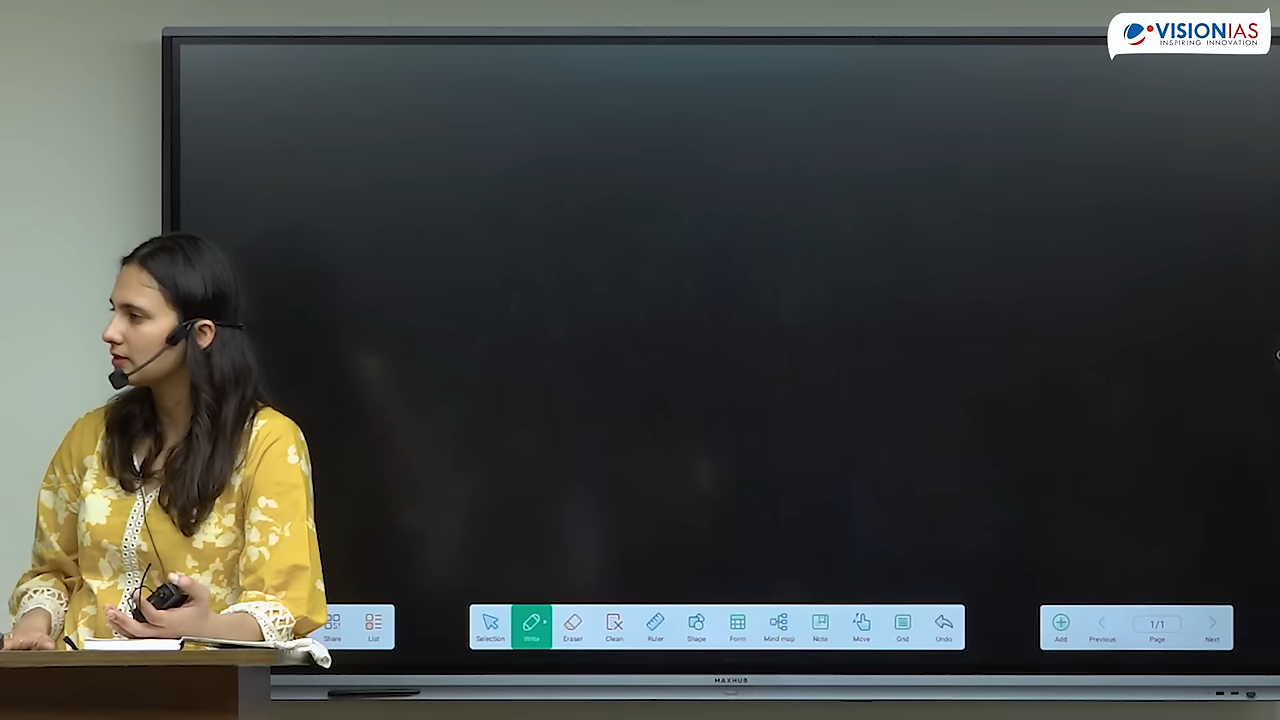 VISIONIAS
INSPIRING INNOVATION
Share
List
Selection
Write
Eraser
Clean
Ruler
Shape
Form
Mind map
Note
Move
Grid
Undo
Add
Previous
1/1
Page
Next
MAXHUB